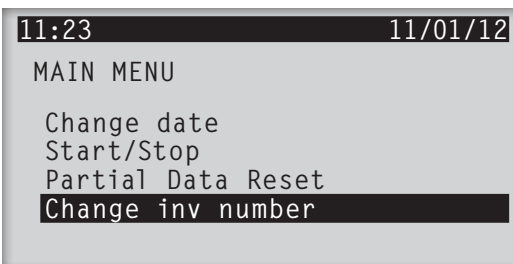 11:23 11/01/12
MAIN MENU
Change date
Start/Stop
Partial Data Reset
Change inv number